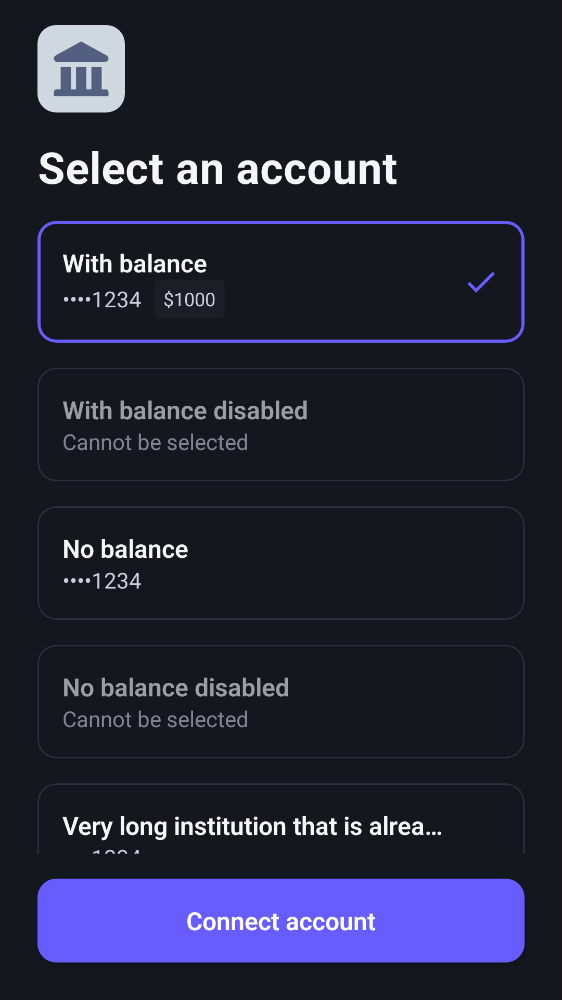 Select an account
With balance
••••1234 $1000
With balance disabled
Cannot be selected
No balance
••••1234
No balance disabled
Cannot be selected
Very long institution that is alrea…
Connect account